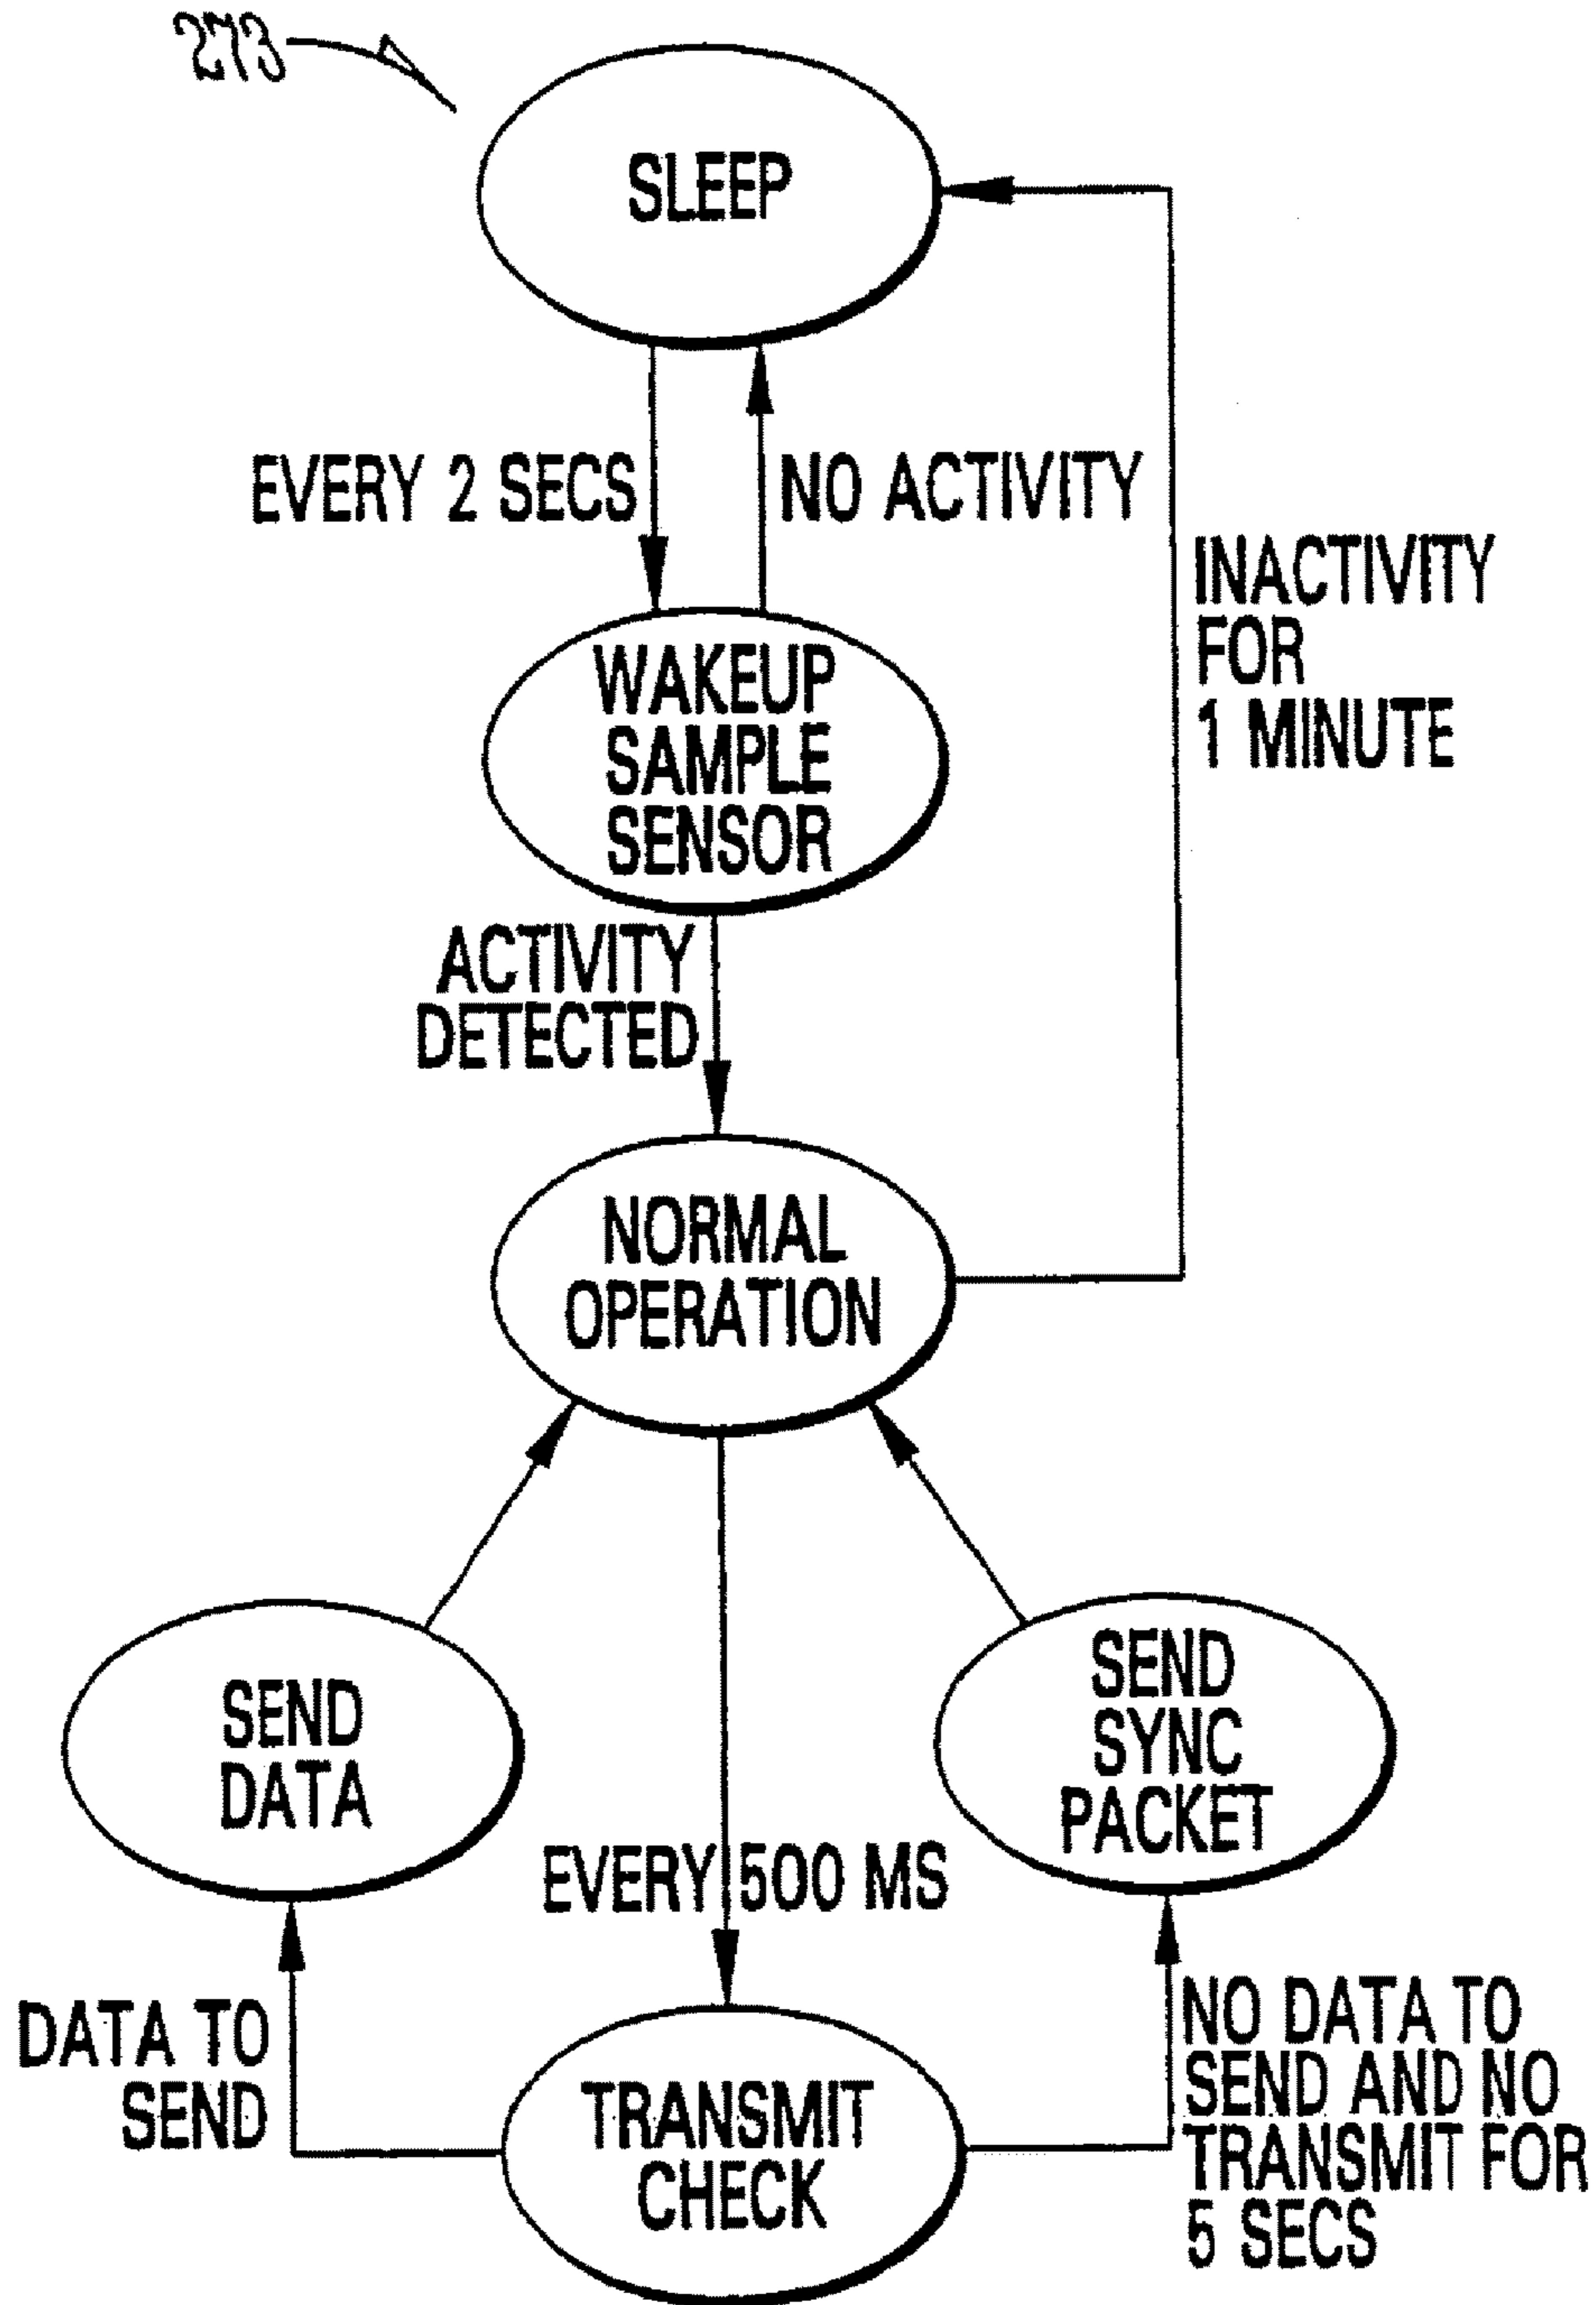 273
SLEEP
EVERY 2 SECS
NO ACTIVITY
INACTIVITY
FOR
1 MINUTE
WAKEUP
SAMPLE
SENSOR
ACTIVITY
DETECTED
NORMAL
OPERATION
SEND
DATA
SEND
SYNC
PACKET
EVERY 500 MS
DATA TO
SEND
NO DATA TO
SEND AND NO
TRANSMIT FOR
5 SECS
TRANSMIT
CHECK